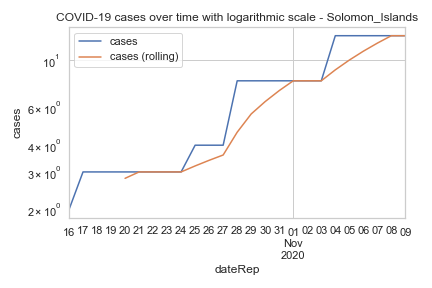 COVID-19 cases over time with logarithmic scale - Solomon_Islands
cases
cases (rolling)
10¹
6 × 10⁰
4 × 10⁰
3 × 10⁰
2 × 10⁰
cases
16 17 18 19 20 21 22 23 24 25 26 27 28 29 30 31 01 02 03 04 05 06 07 08 09
Nov
2020
dateRep